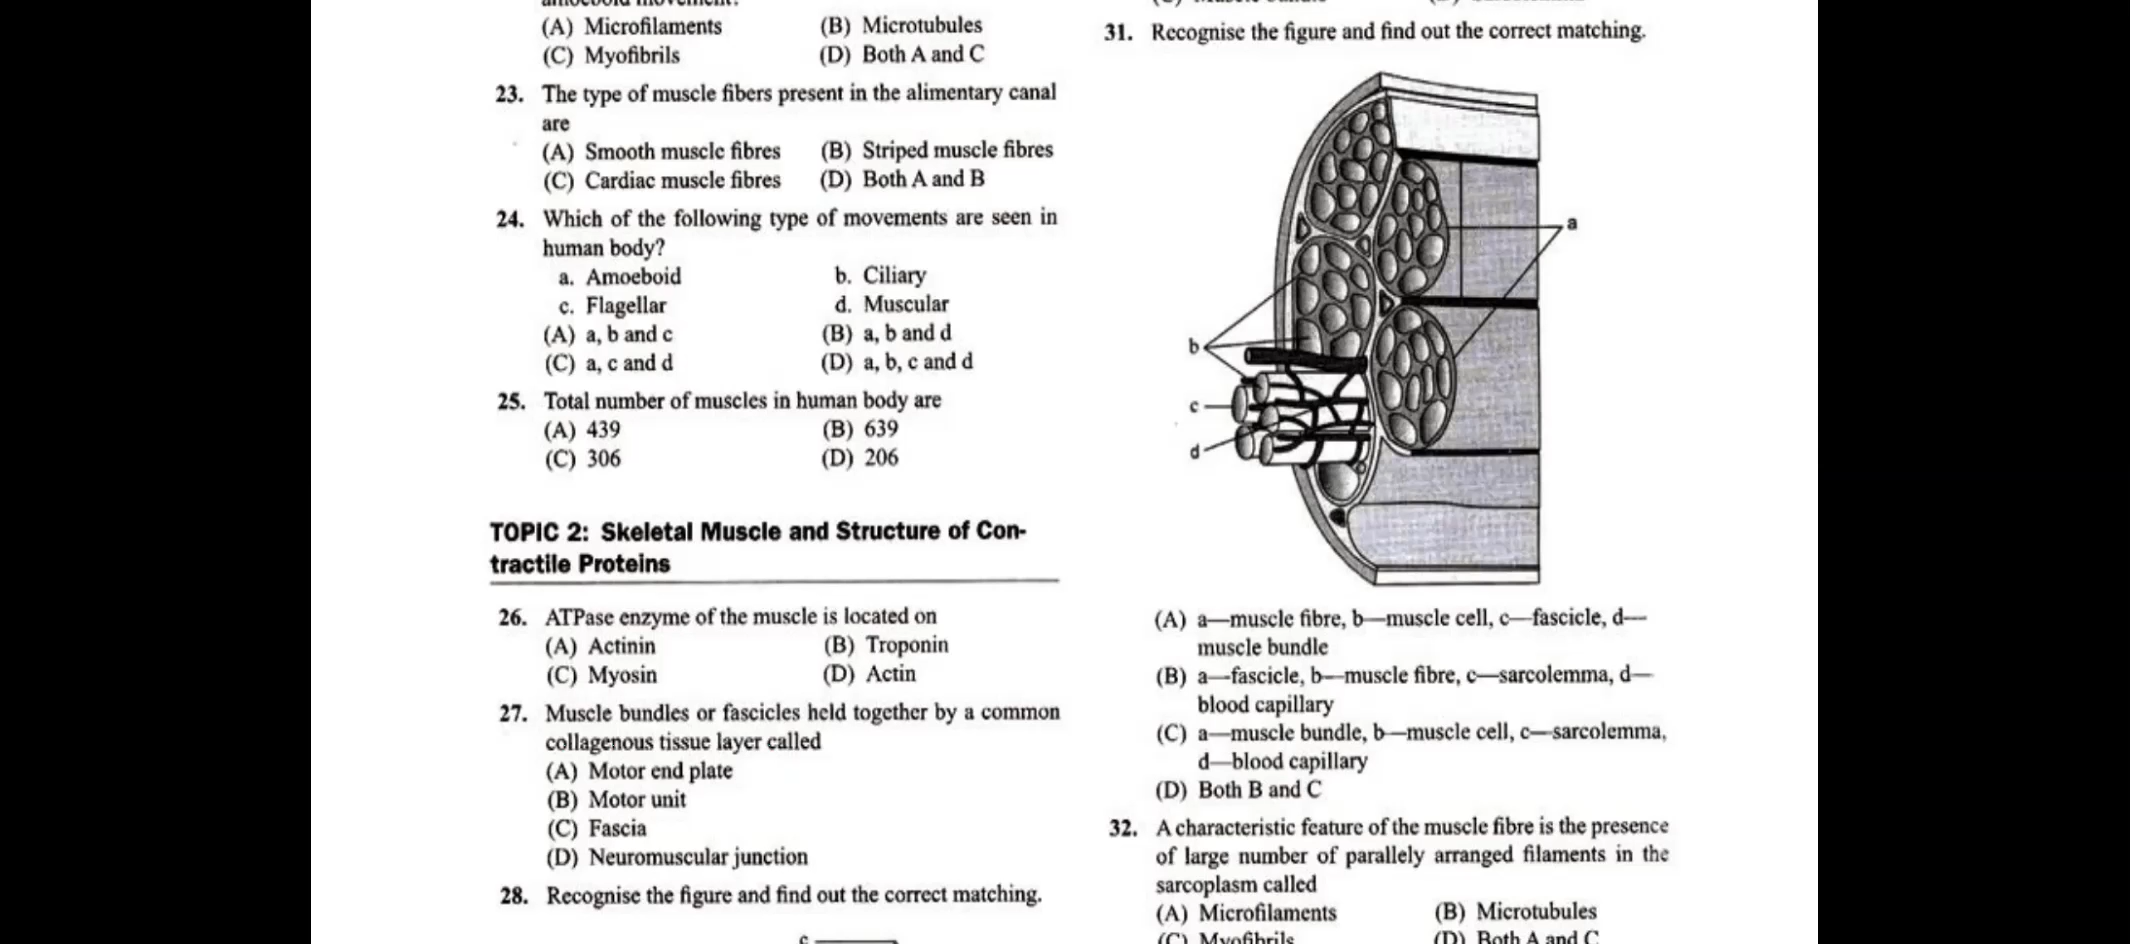 amoeboid movement?
(A) Microfilaments (B) Microtubules
(C) Myofibrils (D) Both A and C
23. The type of muscle fibers present in the alimentary canal
are
(A) Smooth muscle fibres (B) Striped muscle fibres
(C) Cardiac muscle fibres (D) Both A and B
24. Which of the following type of movements are seen in
human body?
a. Amoeboid b. Ciliary
c. Flagellar d. Muscular
(A) a, b and c (B) a, b and d
(C) a, c and d (D) a, b, c and d
25. Total number of muscles in human body are
(A) 439 (B) 639
(C) 306 (D) 206
TOPIC 2: Skeletal Muscle and Structure of Con-
tractile Proteins
26. ATPase enzyme of the muscle is located on
(A) Actinin (B) Troponin
(C) Myosin (D) Actin
27. Muscle bundles or fascicles held together by a common
collagenous tissue layer called
(A) Motor end plate
(B) Motor unit
(C) Fascia
(D) Neuromuscular junction
28. Recognise the figure and find out the correct matching.
c
31. Recognise the figure and find out the correct matching.
a
b
c
d
(A) a—muscle fibre, b—muscle cell, c—fascicle, d—
muscle bundle
(B) a—fascicle, b—muscle fibre, c—sarcolemma, d—
blood capillary
(C) a—muscle bundle, b—muscle cell, c—sarcolemma,
d—blood capillary
(D) Both B and C
32. A characteristic feature of the muscle fibre is the presence
of large number of parallely arranged filaments in the
sarcoplasm called
(A) Microfilaments (B) Microtubules
(C) Myofibrils (D) Both A and C